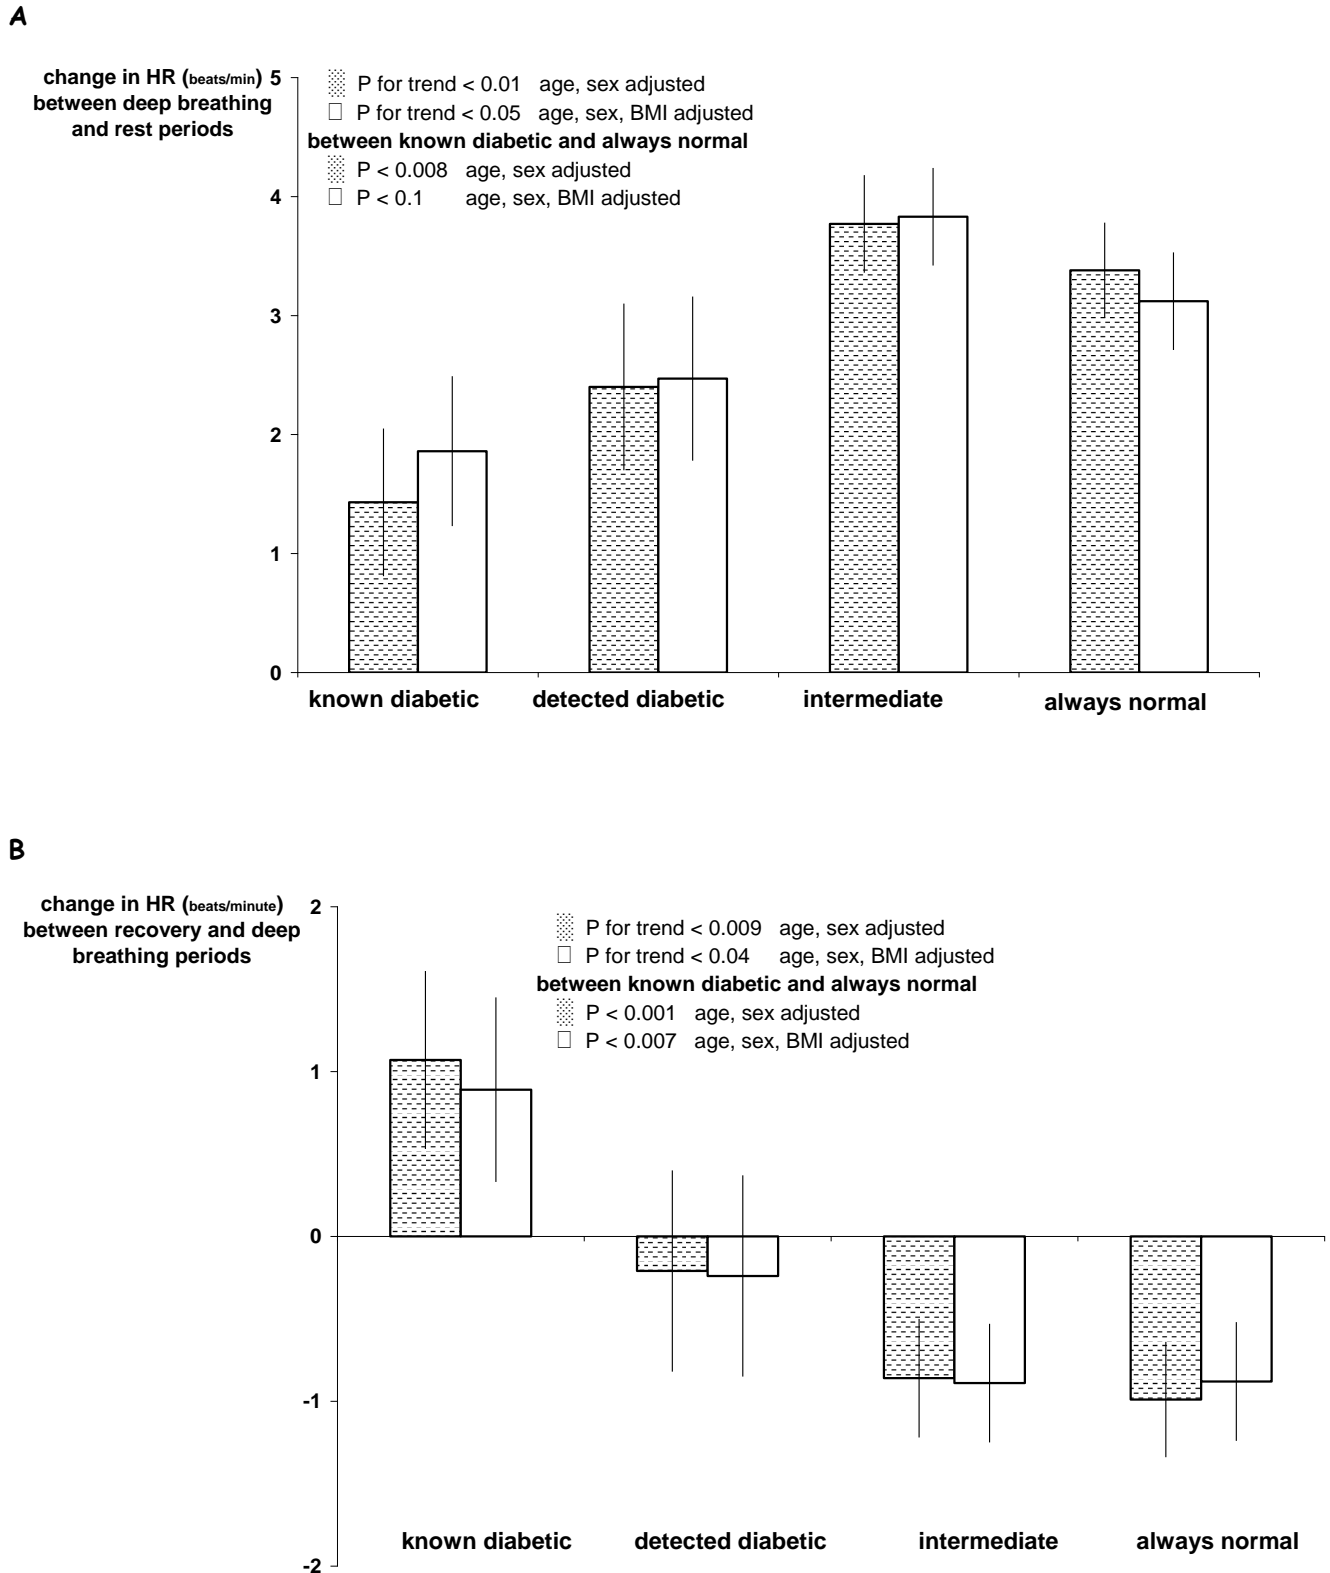 A
change in HR (beats/min)
between deep breathing
and rest periods
5
4
3
2
1
0
P for trend < 0.01 age, sex adjusted
P for trend < 0.05 age, sex, BMI adjusted
between known diabetic and always normal
P < 0.008 age, sex adjusted
P < 0.1 age, sex, BMI adjusted
known diabetic detected diabetic intermediate always normal
B
change in HR (beats/minute)
between recovery and deep
breathing periods
2
1
0
-1
-2
P for trend < 0.009 age, sex adjusted
P for trend < 0.04 age, sex, BMI adjusted
between known diabetic and always normal
P < 0.001 age, sex adjusted
P < 0.007 age, sex, BMI adjusted
known diabetic detected diabetic intermediate always normal